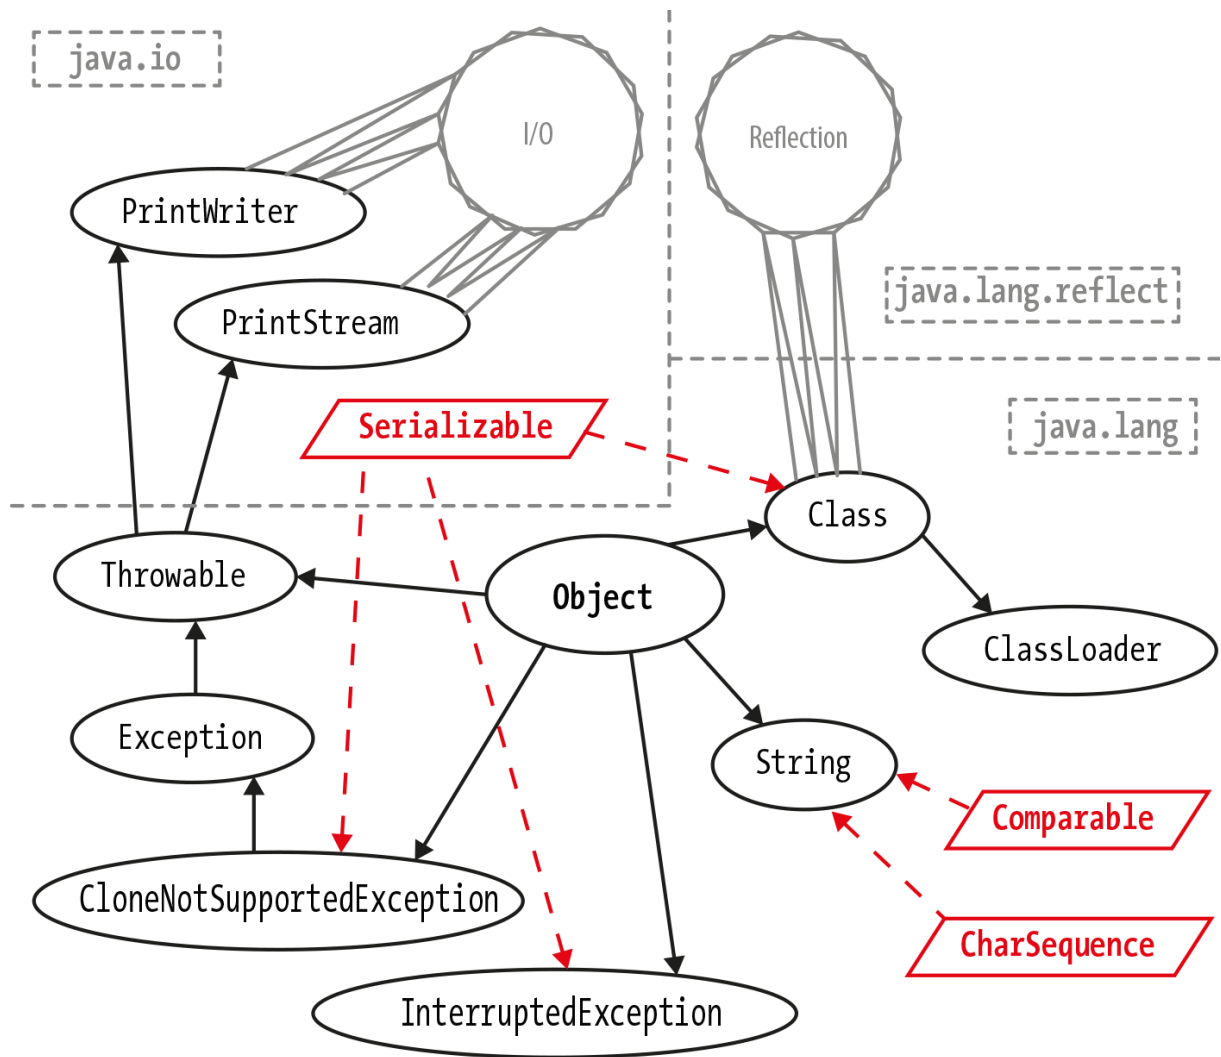 java.io
I/O
Reflection
PrintWriter
java.lang.reflect
PrintStream
Serializable
java.lang
Class
Throwable
Object
ClassLoader
Exception
String
Comparable
CloneNotSupportedException
CharSequence
InterruptedException